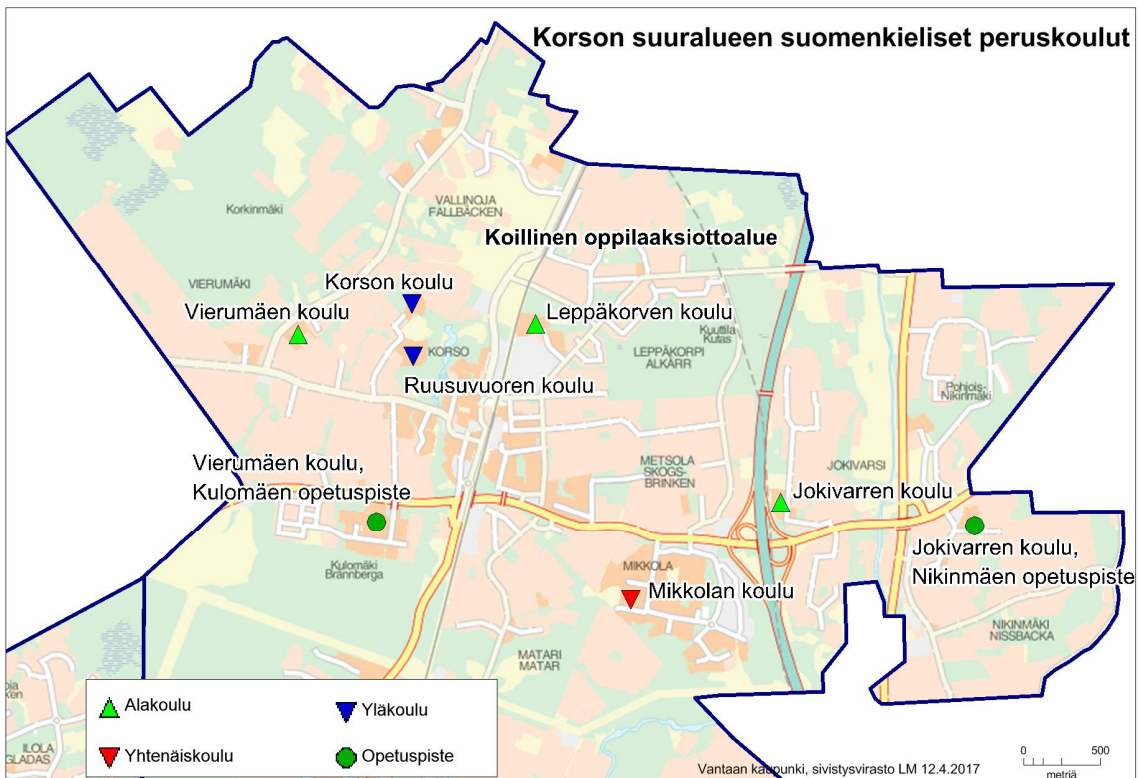 Korson suuralueen suomenkieliset peruskoulut
Korkinmäki
VALLINOJA
FALLBÄCKEN
Koillinen oppilaaksiottoalue
VIERUMÄKI
Korson koulu
Vierumäen koulu
Leppäkorven koulu
Kuuttila
Kutas
KORSO
LEPPÄKORPI
ALKÄRR
Ruusuvuoren koulu
Pohjois-
Nikinmäki
Vierumäen koulu,
Kulomäen opetuspiste
METSOLA
SKOGS-
BRINKEN
JOKIVARSI
Jokivarren koulu
Kulomäki
Brännberga
Jokivarren koulu,
Nikinmäen opetuspiste
MIKKOLA
Mikkolan koulu
NIKINMÄKI
NISSBACKA
MATARI
MATAR
ILOLA
GLADAS
Alakoulu
Yläkoulu
Yhtenäiskoulu
Opetuspiste
0 500
metriä
Vantaan kaupunki, sivistysvirasto LM 12.4.2017